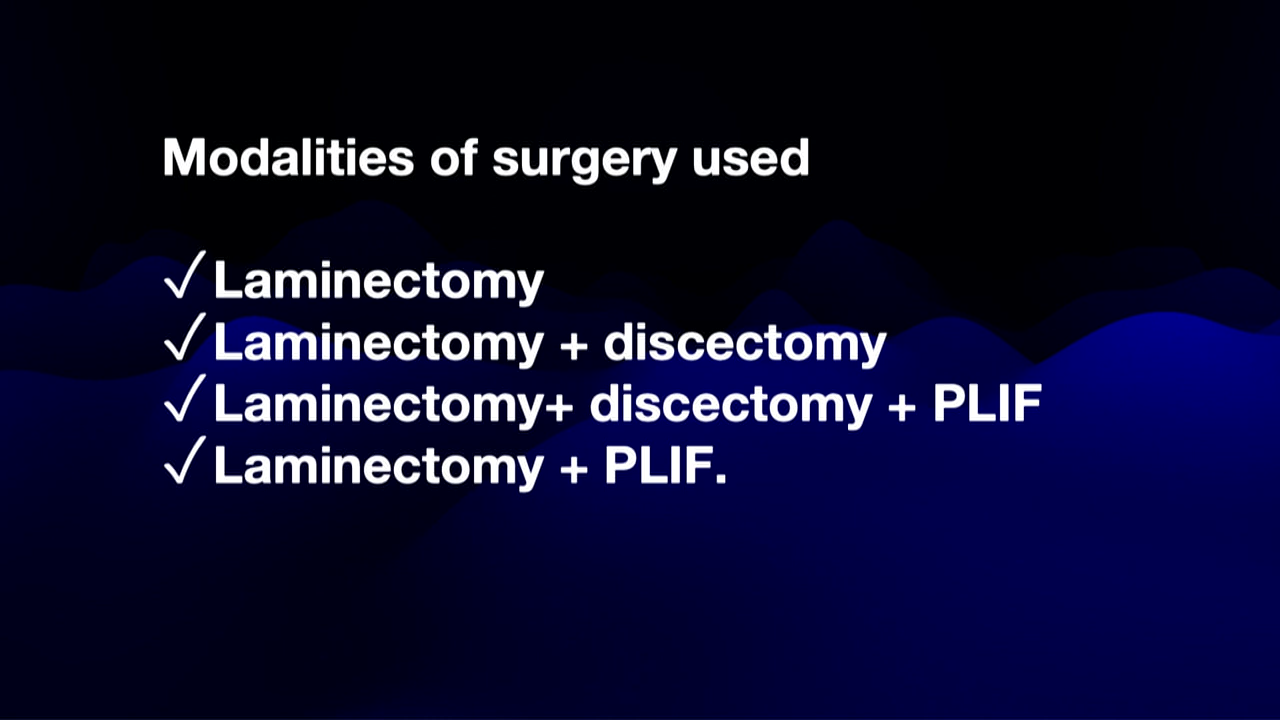 Modalities of surgery used
✓ Laminectomy
✓ Laminectomy + discectomy
✓ Laminectomy+ discectomy + PLIF
✓ Laminectomy + PLIF.